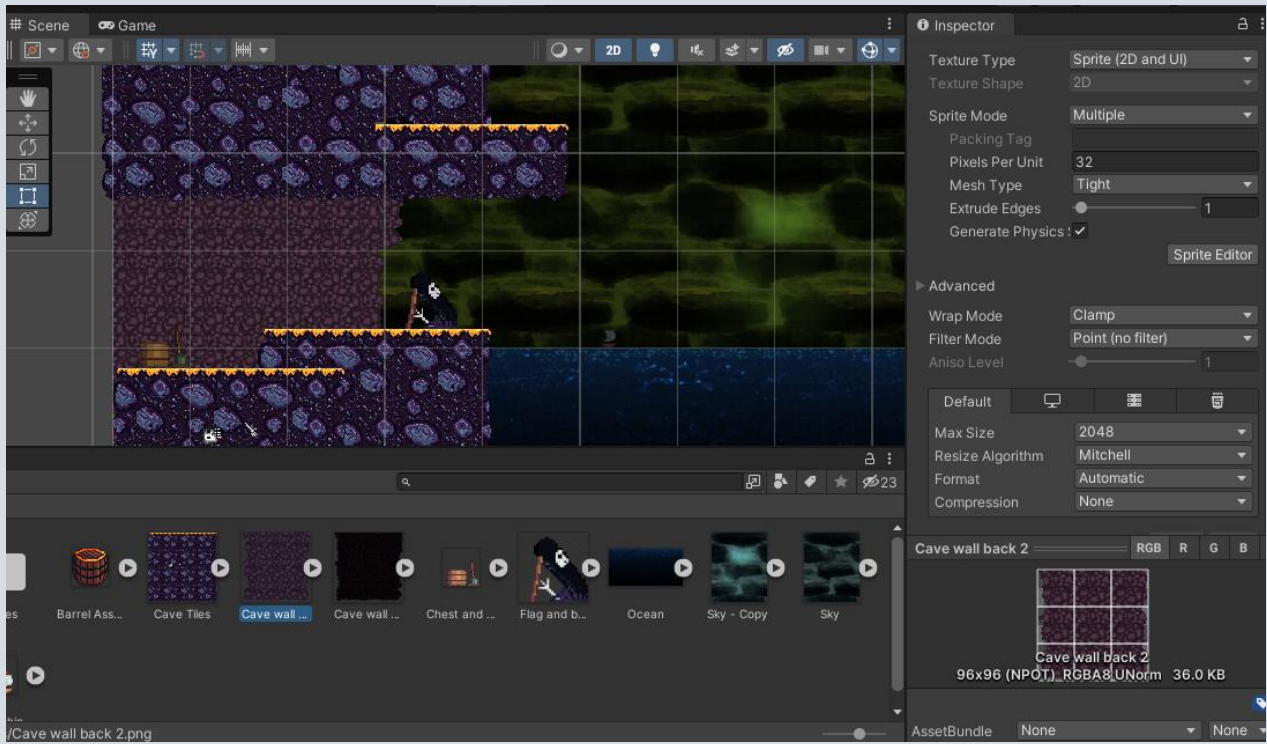 Scene
Game
2D
Inspector
Texture Type Sprite (2D and UI)
Texture Shape 2D
Sprite Mode Multiple
Packing Tag
Pixels Per Unit 32
Mesh Type Tight
Extrude Edges 1
Generate Physics
Sprite Editor
Advanced
Wrap Mode Clamp
Filter Mode Point (no filter)
Aniso Level 1
Default
Max Size 2048
Resize Algorithm Mitchell
Format Automatic
Compression None
23
es
Barrel Ass...
Cave Tiles
Cave wall ...
Cave wall ...
Chest and ...
Flag and b...
Ocean
Sky - Copy
Sky
/Cave wall back 2.png
Cave wall back 2
RGB R G B
Cave wall back 2
96x96 (NPOT) RGBA8 UNorm 36.0 KB
AssetBundle None None